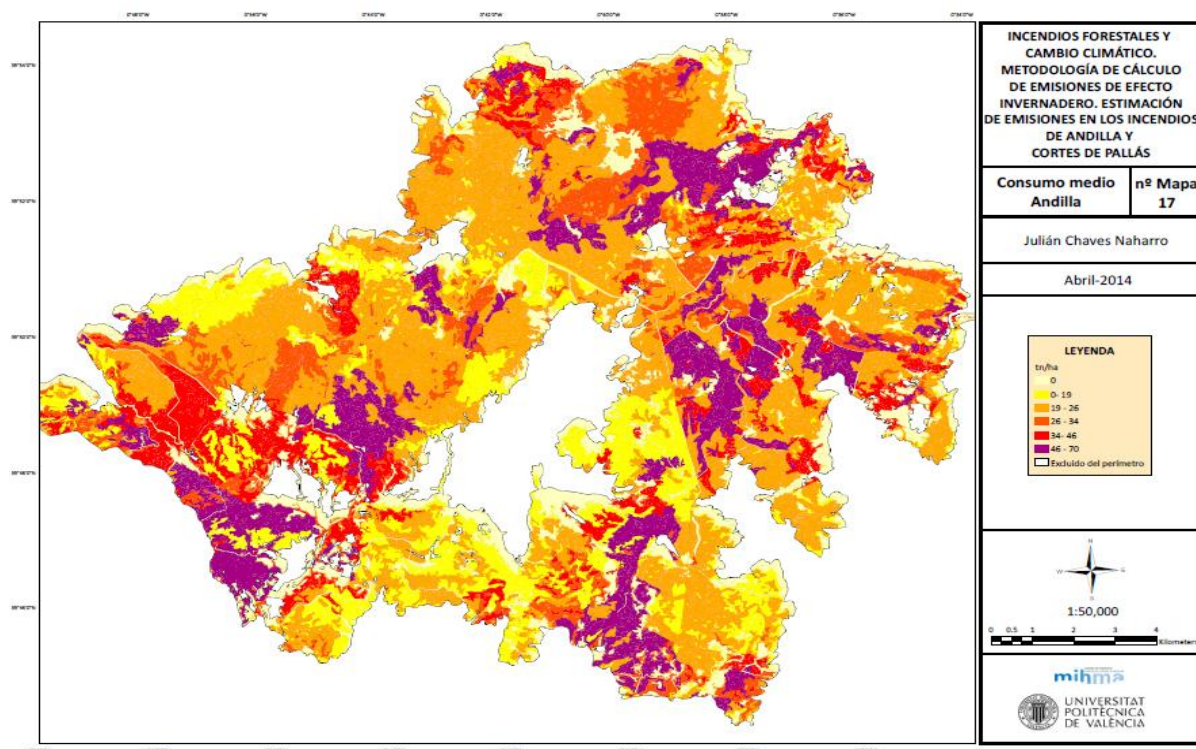 INCENDIOS FORESTALES Y
CAMBIO CLIMÁTICO.
METODOLOGÍA DE CÁLCULO
DE EMISIONES DE EFECTO
INVERNADERO. ESTIMACIÓN
DE EMISIONES EN LOS INCENDIOS
DE ANDILLA Y
CORTES DE PALLÁS
Consumo medio
Andilla
nº Mapa
17
Julián Chaves Naharro
Abril-2014
LEYENDA
tn/ha
0
0- 19
19 - 26
26 - 34
34- 46
46 - 70
Excluido del perímetro
N
W
E
S
1:50,000
0 0.5 1 2 3 4
Kilometers
mihma
UNIVERSITAT
POLITÈCNICA
DE VALÈNCIA